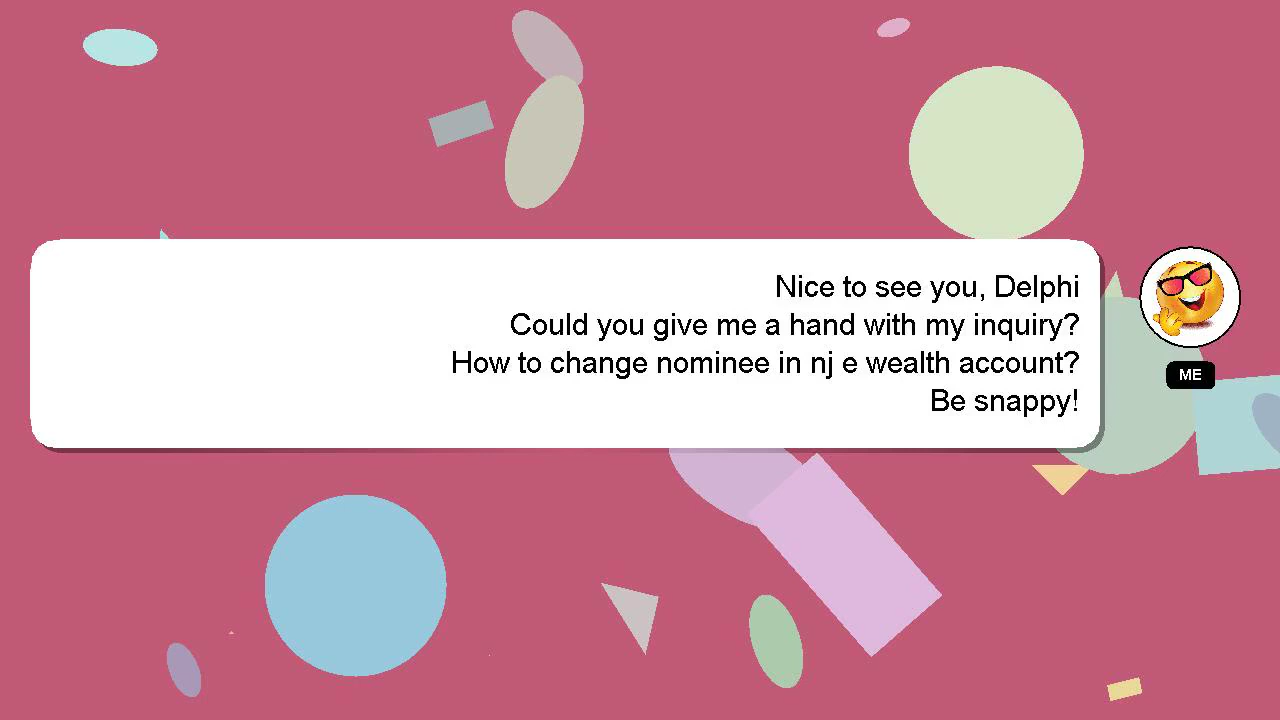 Nice to see you, Delphi
Could you give me a hand with my inquiry?
How to change nominee in nj e wealth account?
Be snappy!
ME